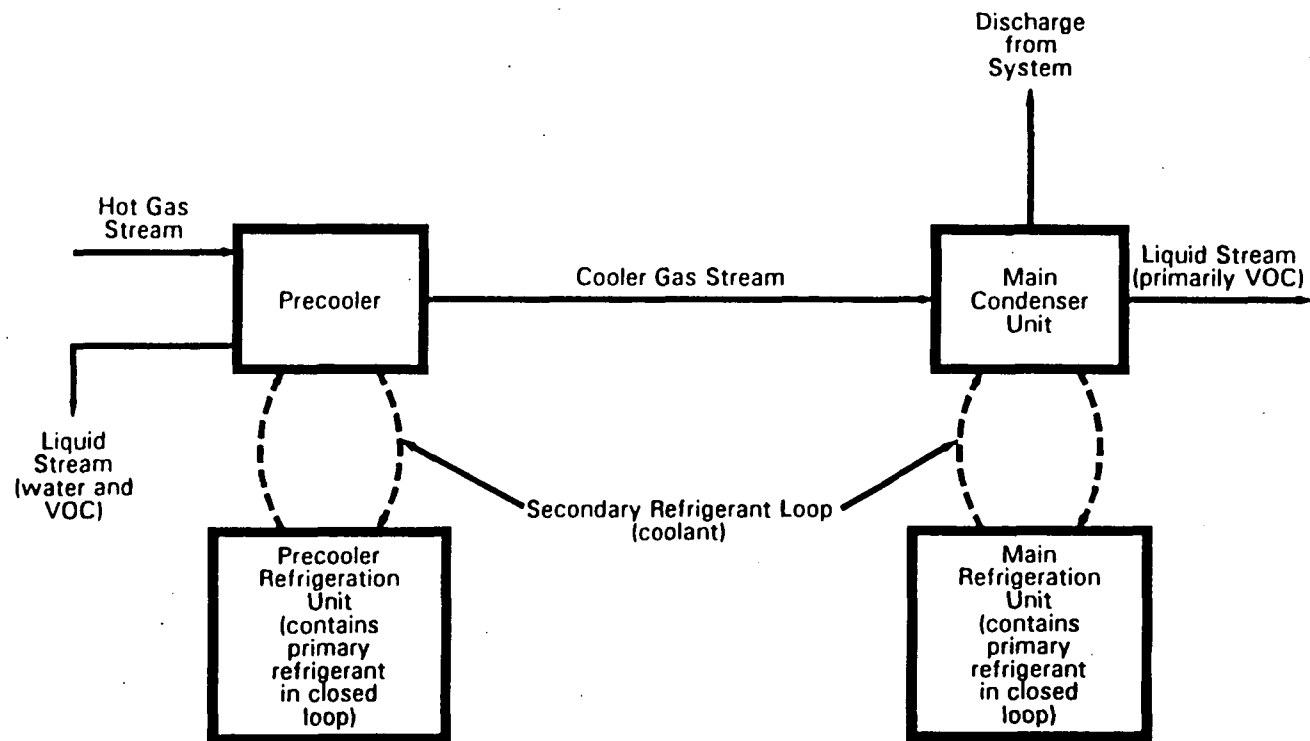 Discharge
from
System
Hot Gas
Stream
Precooler
Cooler Gas Stream
Main
Condenser
Unit
Liquid Stream
(primarily VOC)
Liquid
Stream
(water and
VOC)
Secondary Refrigerant Loop
(coolant)
Precooler
Refrigeration
Unit
(contains
primary
refrigerant
in closed
loop)
Main
Refrigeration
Unit
(contains
primary
refrigerant
in closed
loop)